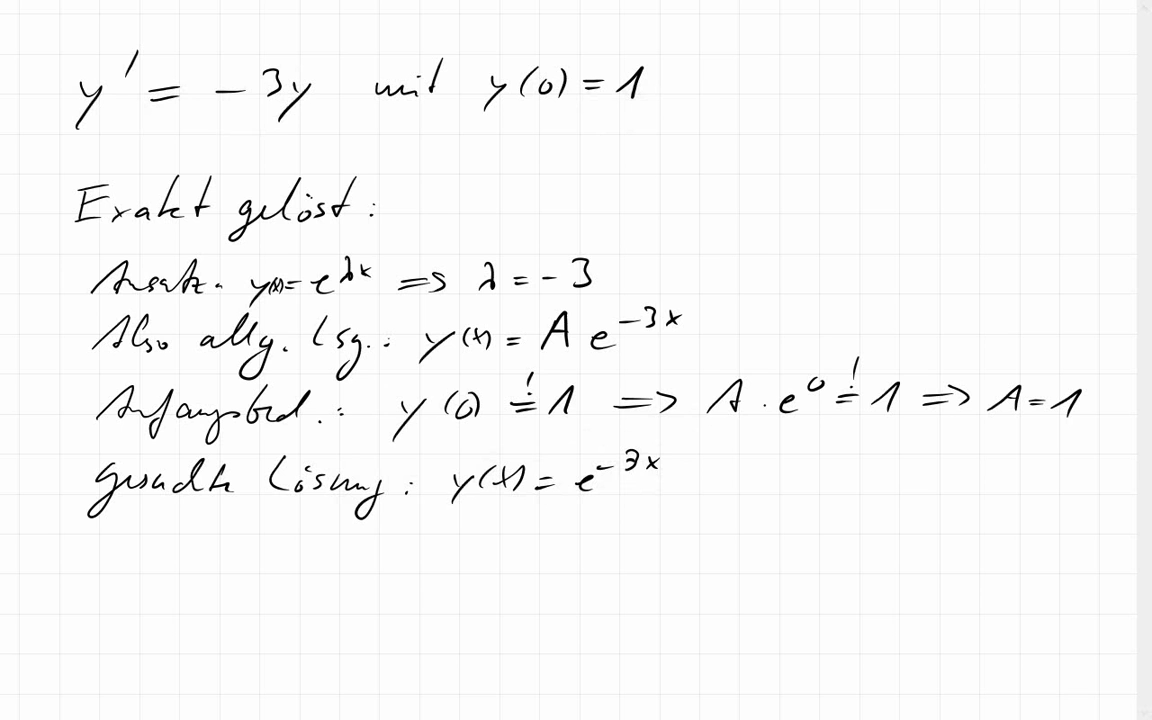 y' = -3y mit y(0) = 1
Exakt gelöst:
Ansatz: y(x) = e^{λx} => λ = -3
Also allg. Lsg.: y(x) = A e^{-3x}
Anfangsbed.: y(0) =! 1 => A · e^0 =! 1 => A = 1
gesuchte Lösung: y(x) = e^{-3x}